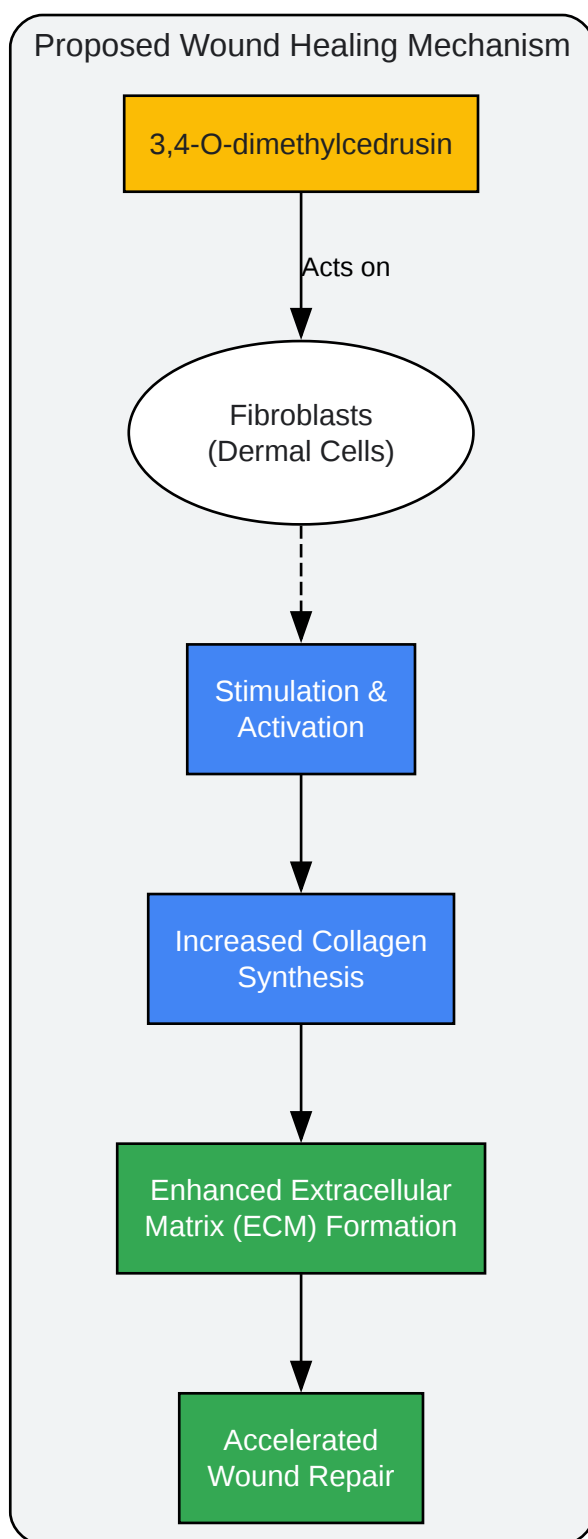 Proposed Wound Healing Mechanism
3,4-O-dimethylcedrusin
Acts on
Fibroblasts
(Dermal Cells)
Stimulation &
Activation
Increased Collagen
Synthesis
Enhanced Extracellular
Matrix (ECM) Formation
Accelerated
Wound Repair